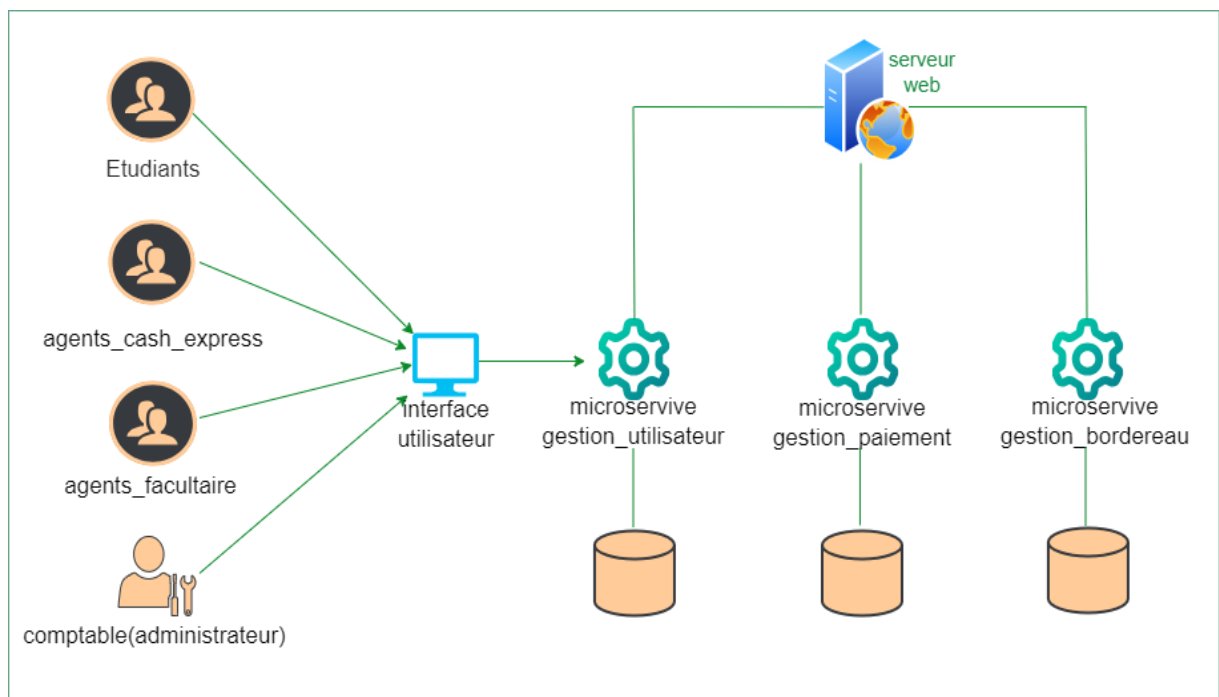 serveur
web
Etudiants
agents_cash_express
interface
utilisateur
microservive
gestion_utilisateur
microservive
gestion_paiement
microservive
gestion_bordereau
agents_facultaire
comptable(administrateur)